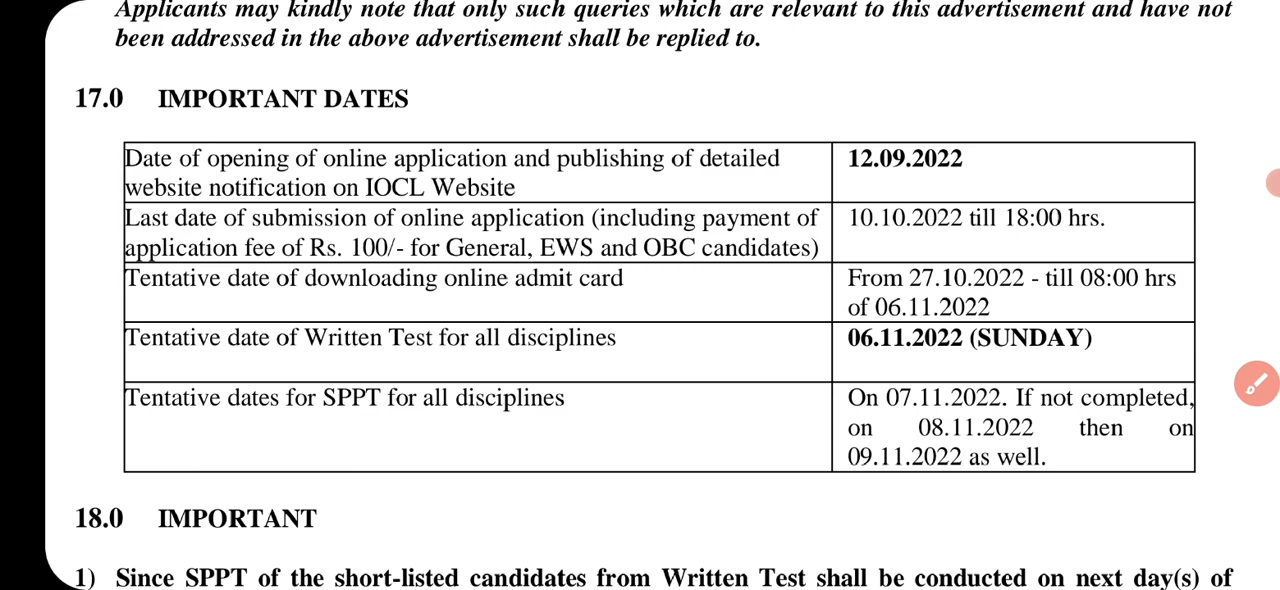 Applicants may kindly note that only such queries which are relevant to this advertisement and have not
been addressed in the above advertisement shall be replied to.
17.0 IMPORTANT DATES
Date of opening of online application and publishing of detailed
website notification on IOCL Website
12.09.2022
Last date of submission of online application (including payment of
application fee of Rs. 100/- for General, EWS and OBC candidates)
10.10.2022 till 18:00 hrs.
Tentative date of downloading online admit card
From 27.10.2022 - till 08:00 hrs
of 06.11.2022
Tentative date of Written Test for all disciplines
06.11.2022 (SUNDAY)
Tentative dates for SPPT for all disciplines
On 07.11.2022. If not completed,
on 08.11.2022 then on
09.11.2022 as well.
18.0 IMPORTANT
1) Since SPPT of the short-listed candidates from Written Test shall be conducted on next day(s) of